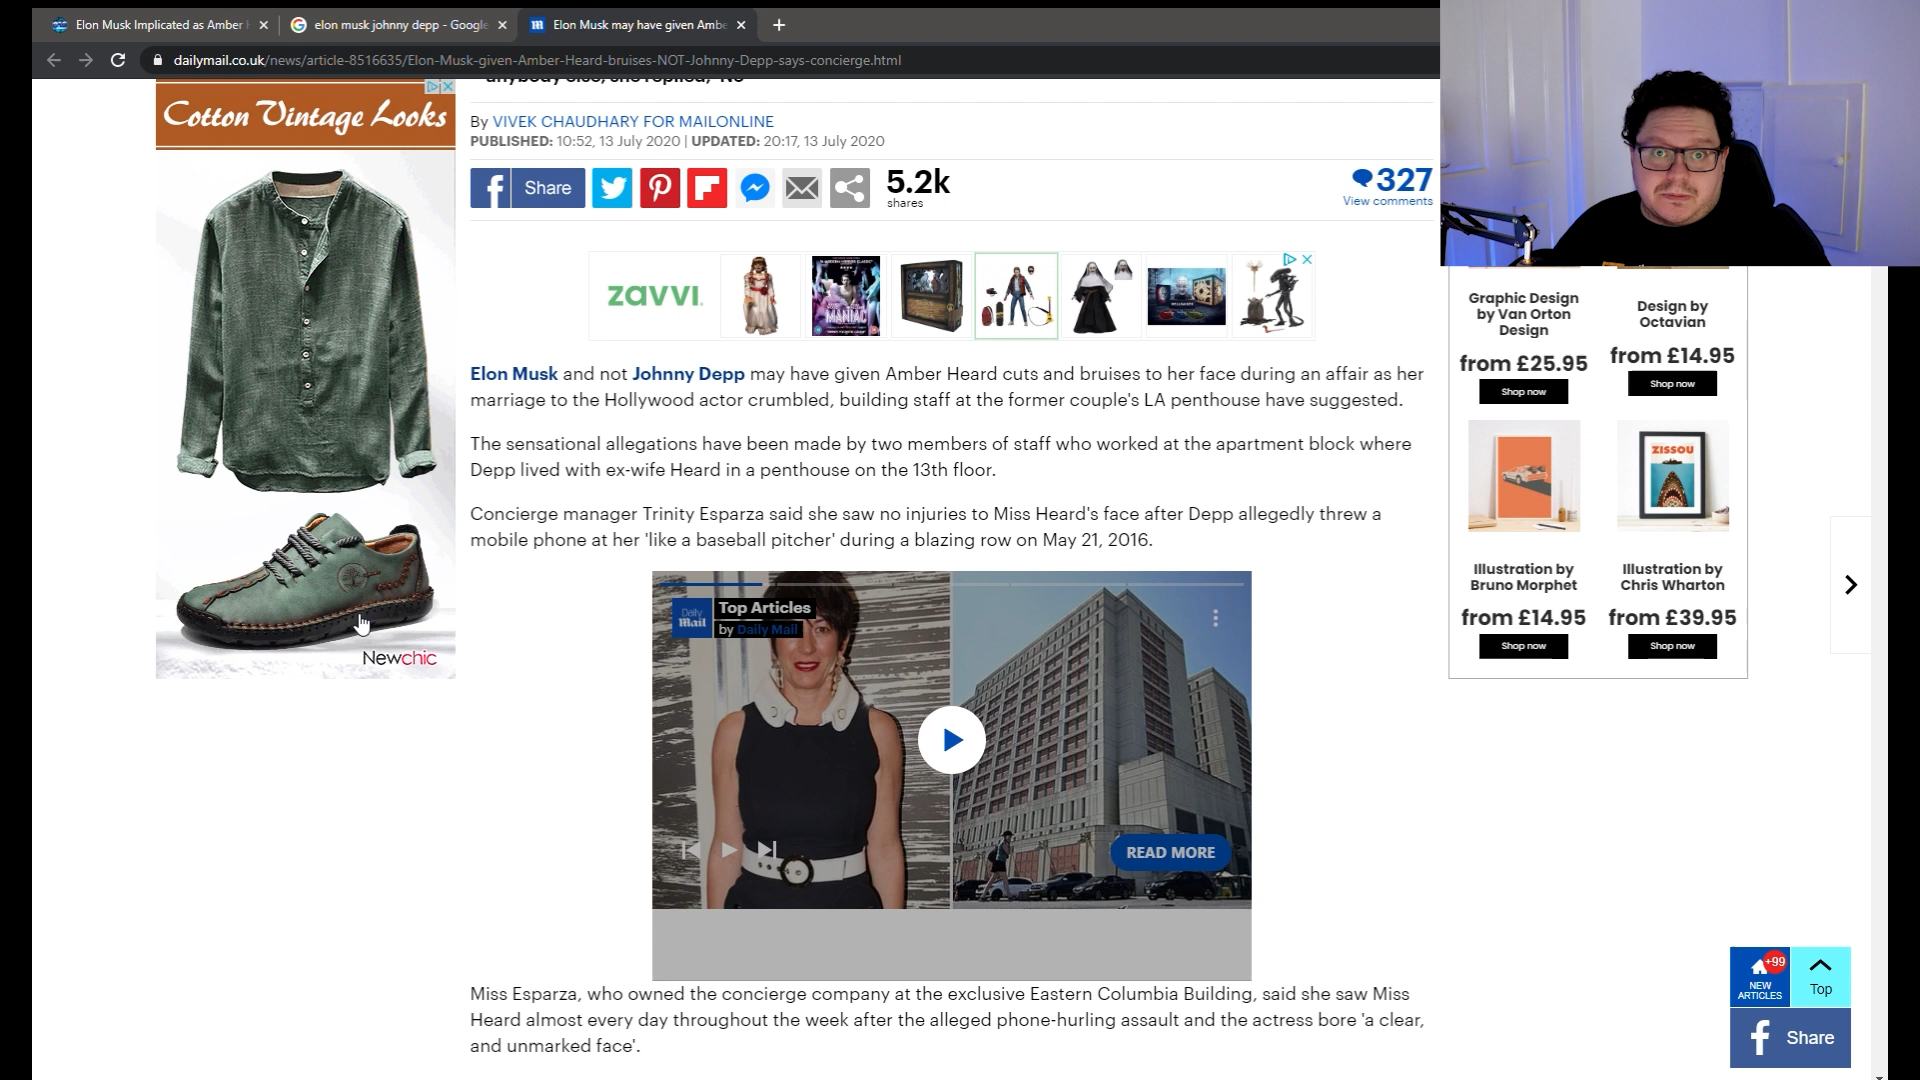 Elon Musk Implicated as Amber
elon musk johnny depp - Google
Elon Musk may have given Ambe
dailymail.co.uk/news/article-8516635/Elon-Musk-given-Amber-Heard-bruises-NOT-Johnny-Depp-says-concierge.html
Cotton Vintage Looks
Newchic
anybody else, she replied, 'No'
By VIVEK CHAUDHARY FOR MAILONLINE
PUBLISHED: 10:52, 13 July 2020 | UPDATED: 20:17, 13 July 2020
Share
5.2k
shares
327
View comments
ZAVVI.
MANIAC
Elon Musk and not Johnny Depp may have given Amber Heard cuts and bruises to her face during an affair as her
marriage to the Hollywood actor crumbled, building staff at the former couple's LA penthouse have suggested.
The sensational allegations have been made by two members of staff who worked at the apartment block where
Depp lived with ex-wife Heard in a penthouse on the 13th floor.
Concierge manager Trinity Esparza said she saw no injuries to Miss Heard's face after Depp allegedly threw a
mobile phone at her 'like a baseball pitcher' during a blazing row on May 21, 2016.
Daily
Mail
Top Articles
by Daily Mail
READ MORE
Miss Esparza, who owned the concierge company at the exclusive Eastern Columbia Building, said she saw Miss
Heard almost every day throughout the week after the alleged phone-hurling assault and the actress bore 'a clear,
and unmarked face'.
Graphic Design
by Van Orton
Design
from £25.95
Shop now
Design by
Octavian
from £14.95
Shop now
Illustration by
Bruno Morphet
from £14.95
Shop now
ZISSOU
Illustration by
Chris Wharton
from £39.95
Shop now
+99
NEW
ARTICLES
Top
Share